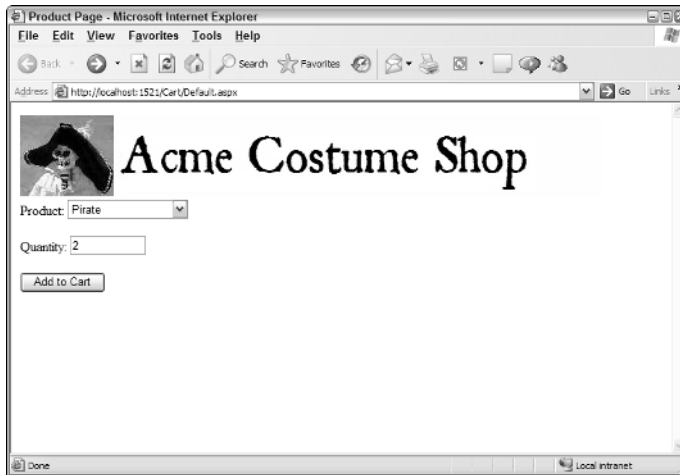 Product Page - Microsoft Internet Explorer
File Edit View Favorites Tools Help
Back Search Favorites
Address http://localhost:1521/Cart/Default.aspx Go Links
Acme Costume Shop
Product: Pirate
Quantity: 2
Add to Cart
Done Local intranet